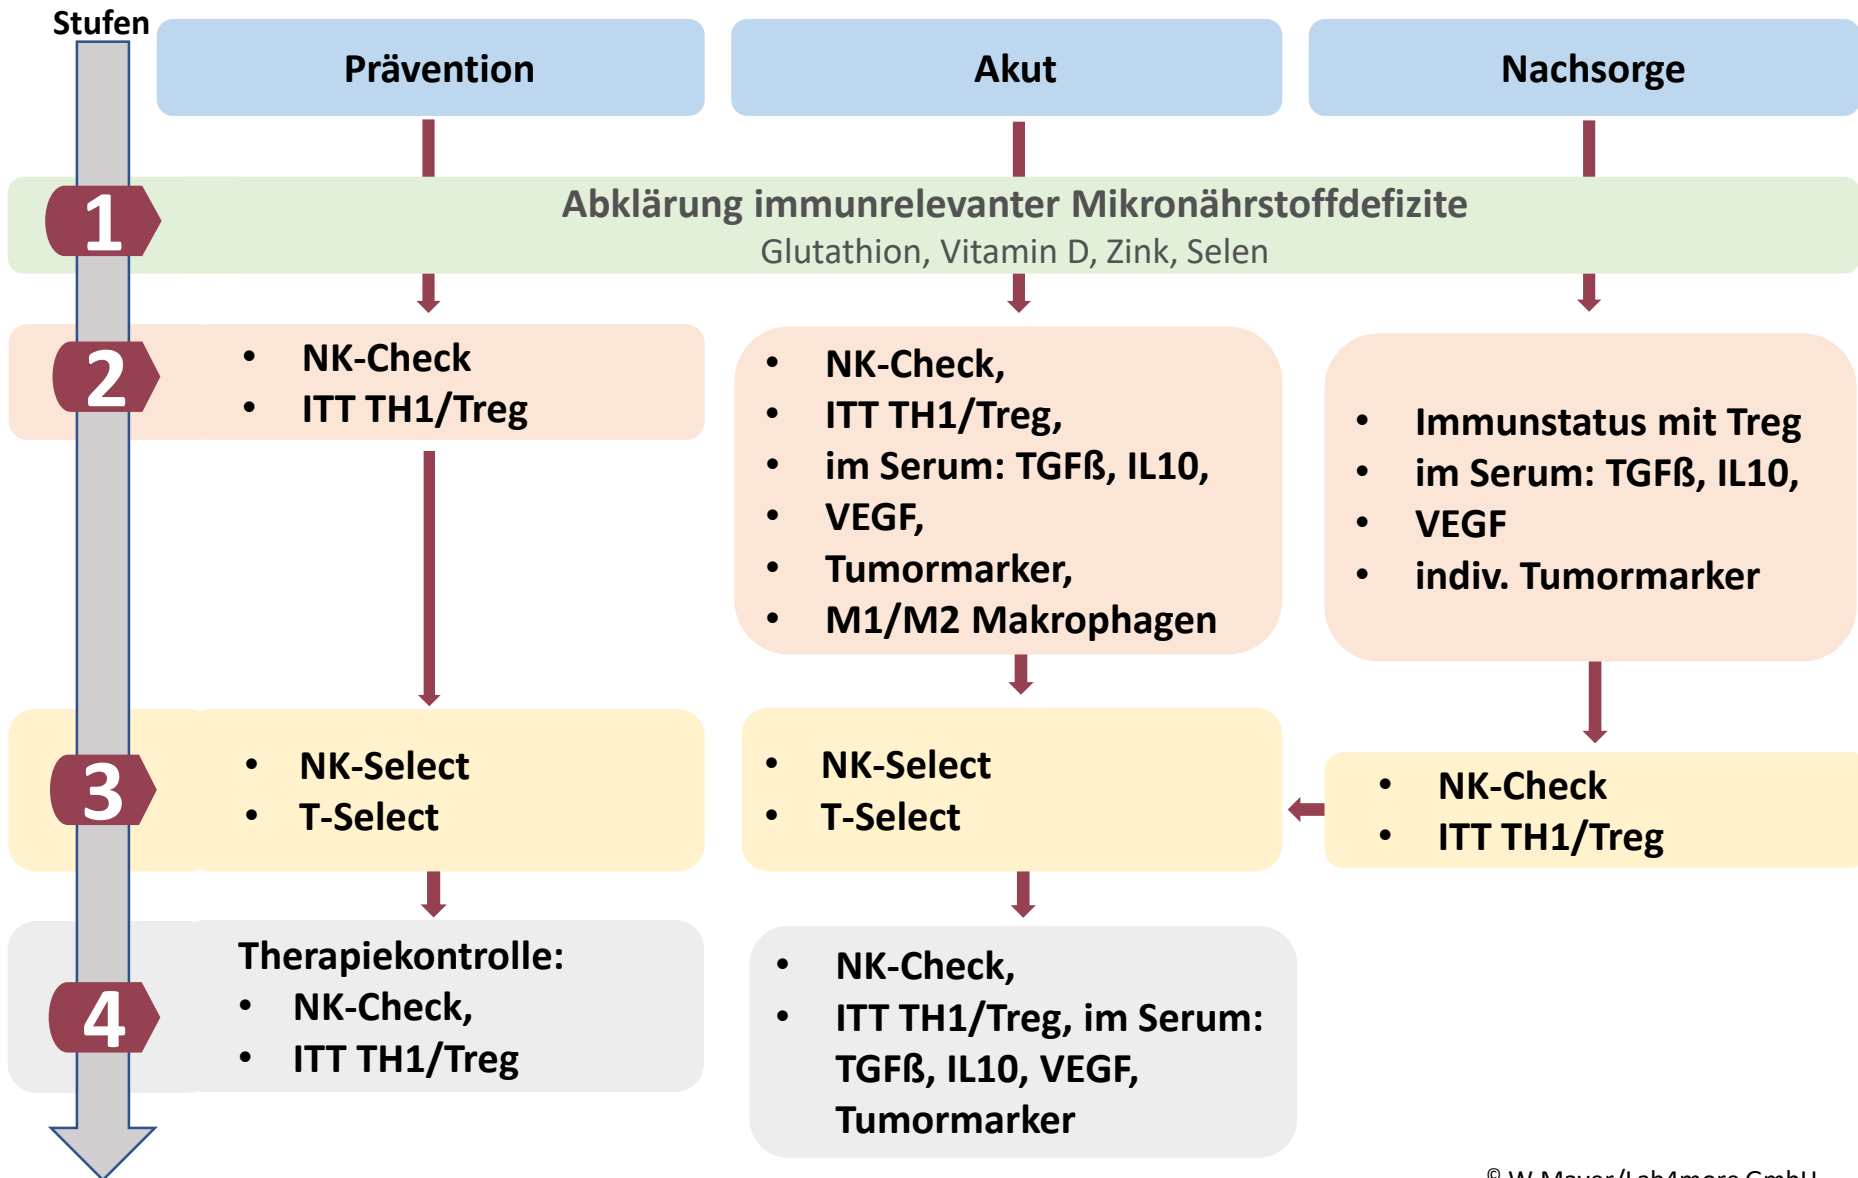 Stufen
Prävention
Akut
Nachsorge
1
Abklärung immunrelevanter Mikronährstoffdefizite
Glutathion, Vitamin D, Zink, Selen
2
• NK-Check
• ITT TH1/Treg
• NK-Check,
• ITT TH1/Treg,
• im Serum: TGFß, IL10,
• VEGF,
• Tumormarker,
• M1/M2 Makrophagen
• Immunstatus mit Treg
• im Serum: TGFß, IL10,
• VEGF
• indiv. Tumormarker
3
• NK-Select
• T-Select
• NK-Select
• T-Select
• NK-Check
• ITT TH1/Treg
4
Therapiekontrolle:
• NK-Check,
• ITT TH1/Treg
• NK-Check,
• ITT TH1/Treg, im Serum:
TGFß, IL10, VEGF,
Tumormarker
© W.Mayer/Lab4more GmbH